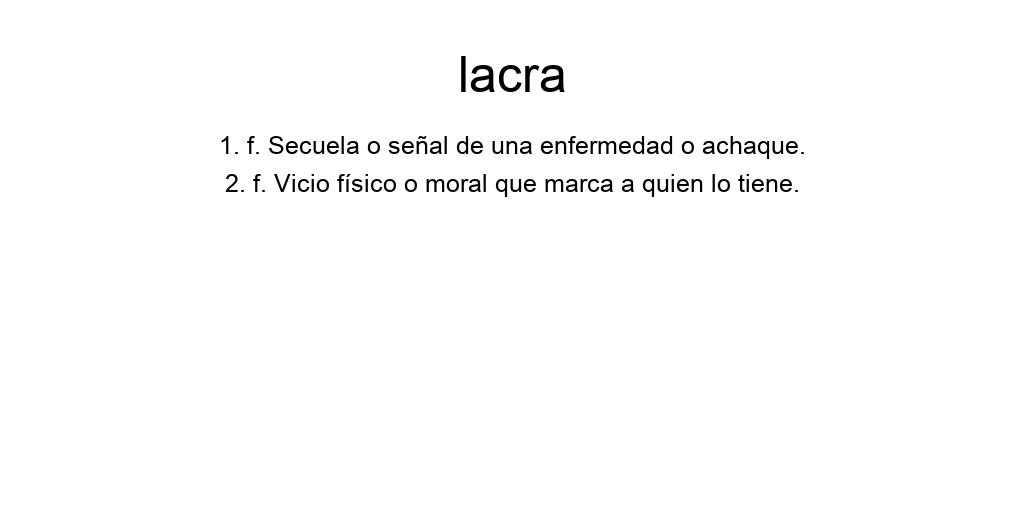 lacra
1. f. Secuela o señal de una enfermedad o achaque.
2. f. Vicio físico o moral que marca a quien lo tiene.